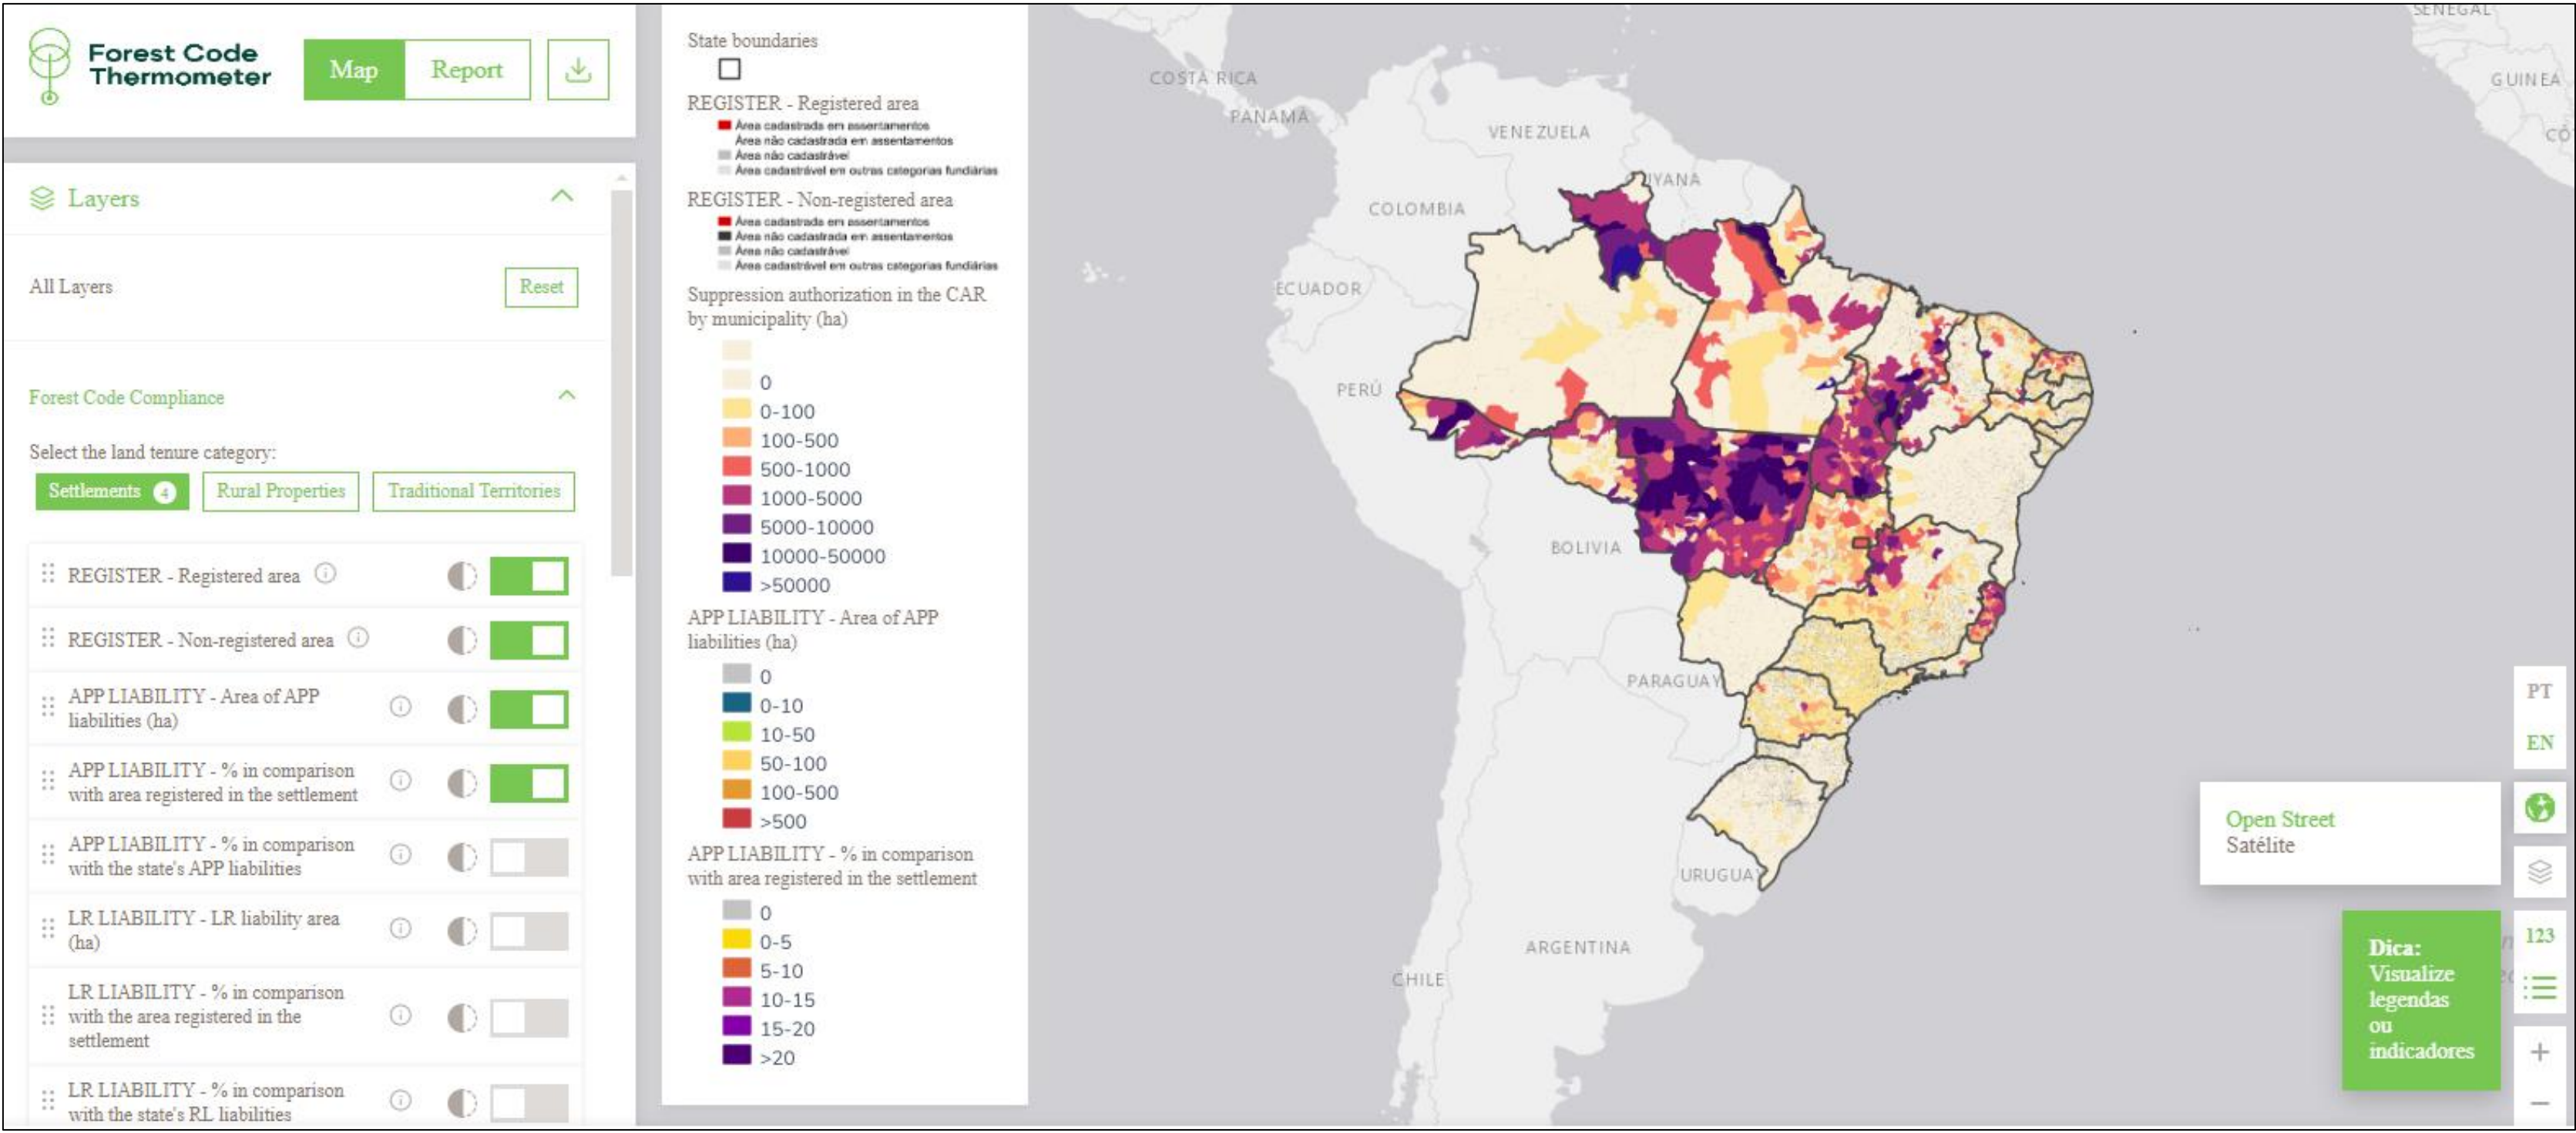 Forest Code
Thermometer
Map
Report
Layers
All Layers
Reset
Forest Code Compliance
Select the land tenure category:
Settlements 4
Rural Properties
Traditional Territories
REGISTER - Registered area
REGISTER - Non-registered area
APP LIABILITY - Area of APP
liabilities (ha)
APP LIABILITY - % in comparison
with area registered in the settlement
APP LIABILITY - % in comparison
with the state's APP liabilities
LR LIABILITY - LR liability area
(ha)
LR LIABILITY - % in comparison
with the area registered in the
settlement
LR LIABILITY - % in comparison
with the state's RL liabilities
State boundaries
REGISTER - Registered area
Área cadastrada em assentamentos
Área não cadastrada em assentamentos
Área não cadastrável
Área cadastrável em outras categorias fundiárias
REGISTER - Non-registered area
Área cadastrada em assentamentos
Área não cadastrada em assentamentos
Área não cadastrável
Área cadastrável em outras categorias fundiárias
Suppression authorization in the CAR
by municipality (ha)
0
0-100
100-500
500-1000
1000-5000
5000-10000
10000-50000
>50000
APP LIABILITY - Area of APP
liabilities (ha)
0
0-10
10-50
50-100
100-500
>500
APP LIABILITY - % in comparison
with area registered in the settlement
0
0-5
5-10
10-15
15-20
>20
SENEGAL
COSTA RICA
GUINEA
PANAMÁ
VENEZUELA
CÔ
UYANA
COLOMBIA
ECUADOR
PERÚ
BOLIVIA
PARAGUAY
URUGUAY
ARGENTINA
CHILE
PT
EN
Open Street
Satélite
123
Dica:
Visualize
legendas
ou
indicadores